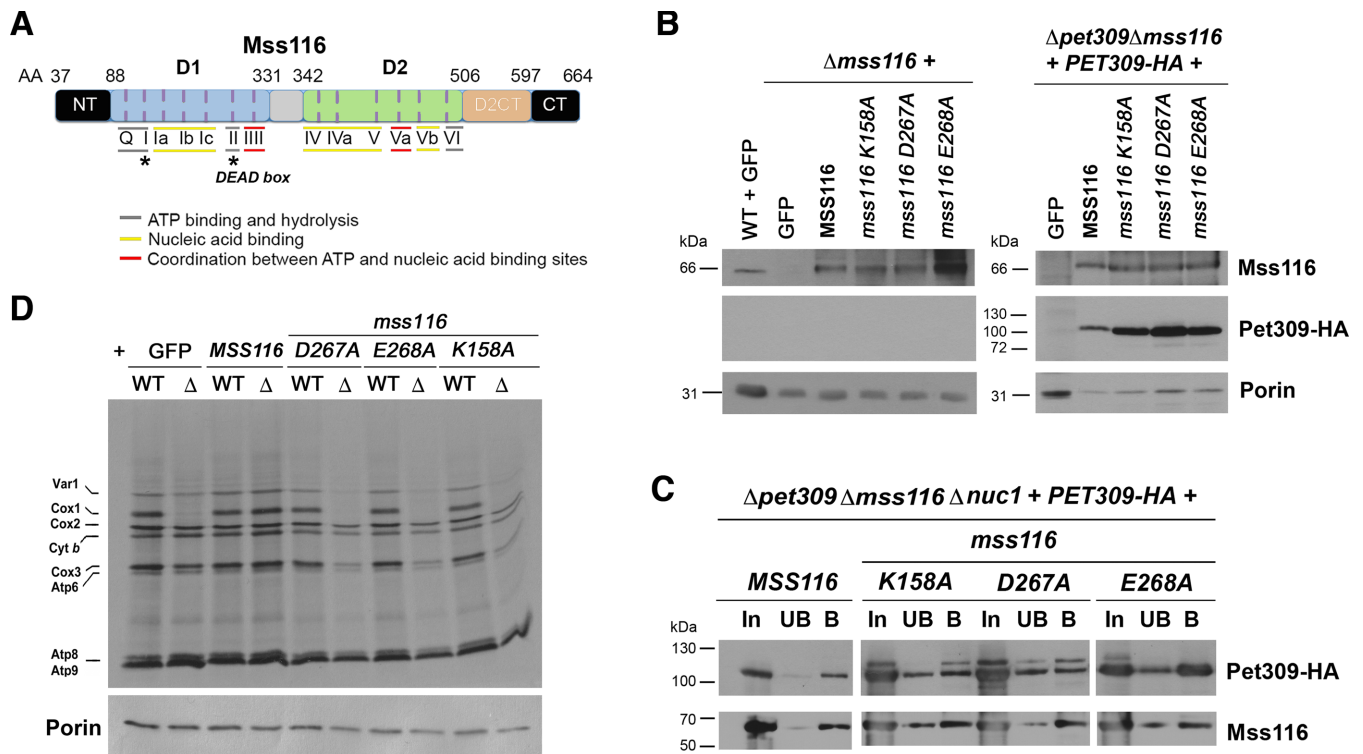 A
Mss116
D1
D2
AA 37 88 331 342 506 597 664
NT
D2CT
CT
Q I Ia Ib Ic II IIII IV IVa V Va Vb VI
* *
DEAD box
ATP binding and hydrolysis
Nucleic acid binding
Coordination between ATP and nucleic acid binding sites
B
Δmss116 +
Δpet309Δmss116
+ PET309-HA +
WT + GFP
GFP
MSS116
mss116 K158A
mss116 D267A
mss116 E268A
GFP
MSS116
mss116 K158A
mss116 D267A
mss116 E268A
kDa
kDa
66
66
Mss116
130
100
72
Pet309-HA
31
31
Porin
C
Δpet309 Δmss116 Δnuc1 + PET309-HA +
mss116
MSS116 K158A D267A E268A
In UB B In UB B In UB B In UB B
kDa
130
100
Pet309-HA
70
50
Mss116
D
mss116
+ GFP MSS116 D267A E268A K158A
WT Δ WT Δ WT Δ WT Δ WT Δ
Var1
Cox1
Cox2
Cyt b
Cox3
Atp6
Atp8
Atp9
Porin